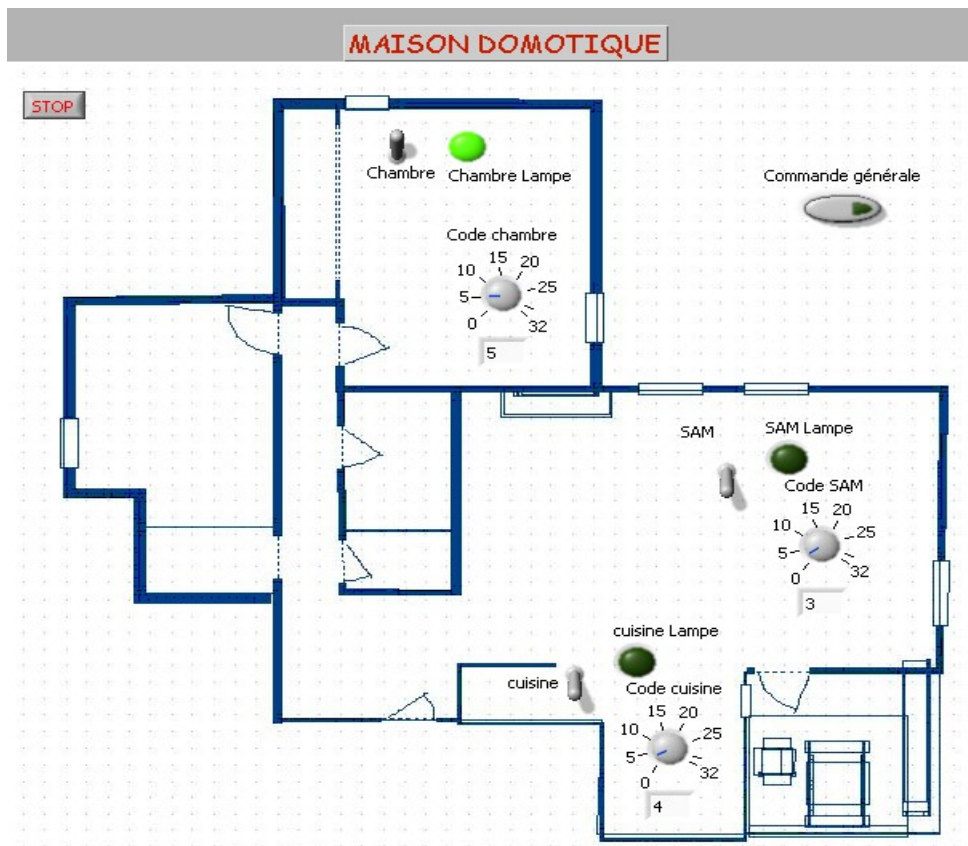 MAISON DOMOTIQUE
STOP
Chambre
Chambre Lampe
Commande générale
Code chambre
0
5
10
15
20
25
32
5
SAM
SAM Lampe
Code SAM
0
5
10
15
20
25
32
3
cuisine Lampe
cuisine
Code cuisine
0
5
10
15
20
25
32
4